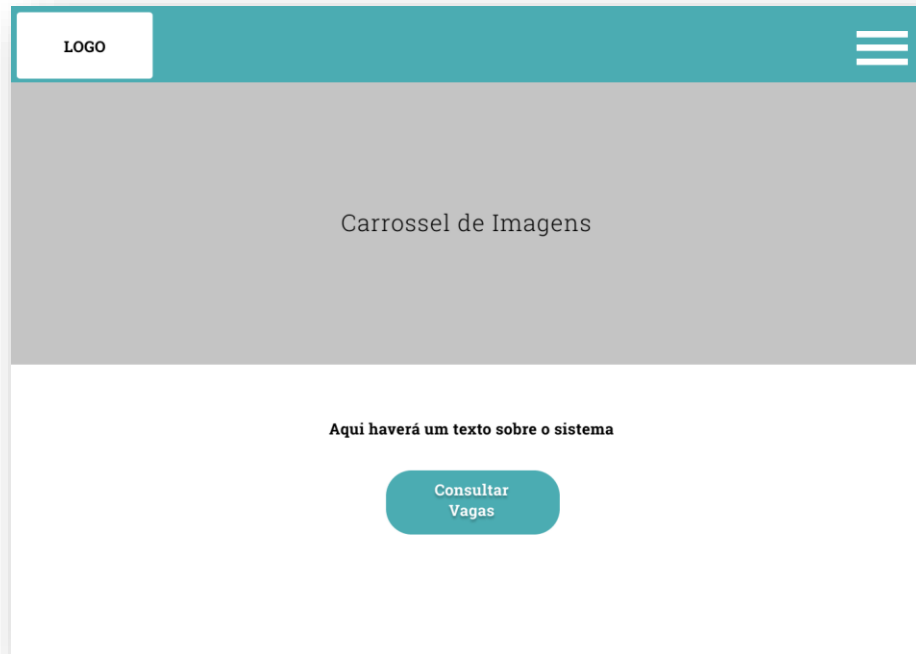 LOGO
Carrossel de Imagens
Aqui haverá um texto sobre o sistema
Consultar
Vagas